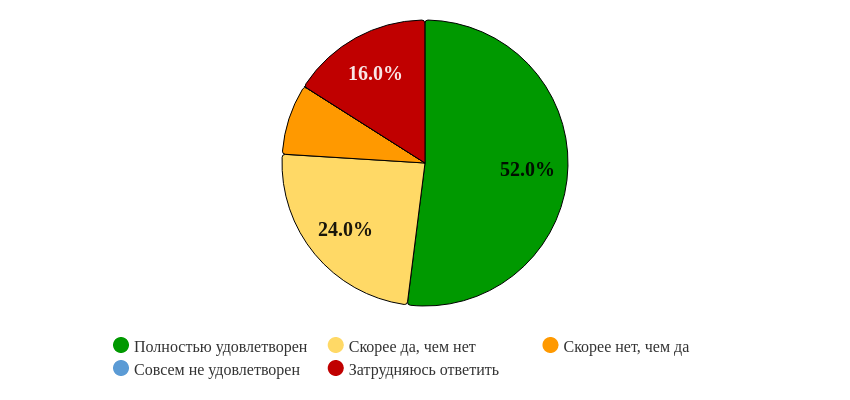 16.0%
52.0%
24.0%
Полностью удовлетворен
Скорее да, чем нет
Скорее нет, чем да
Совсем не удовлетворен
Затрудняюсь ответить